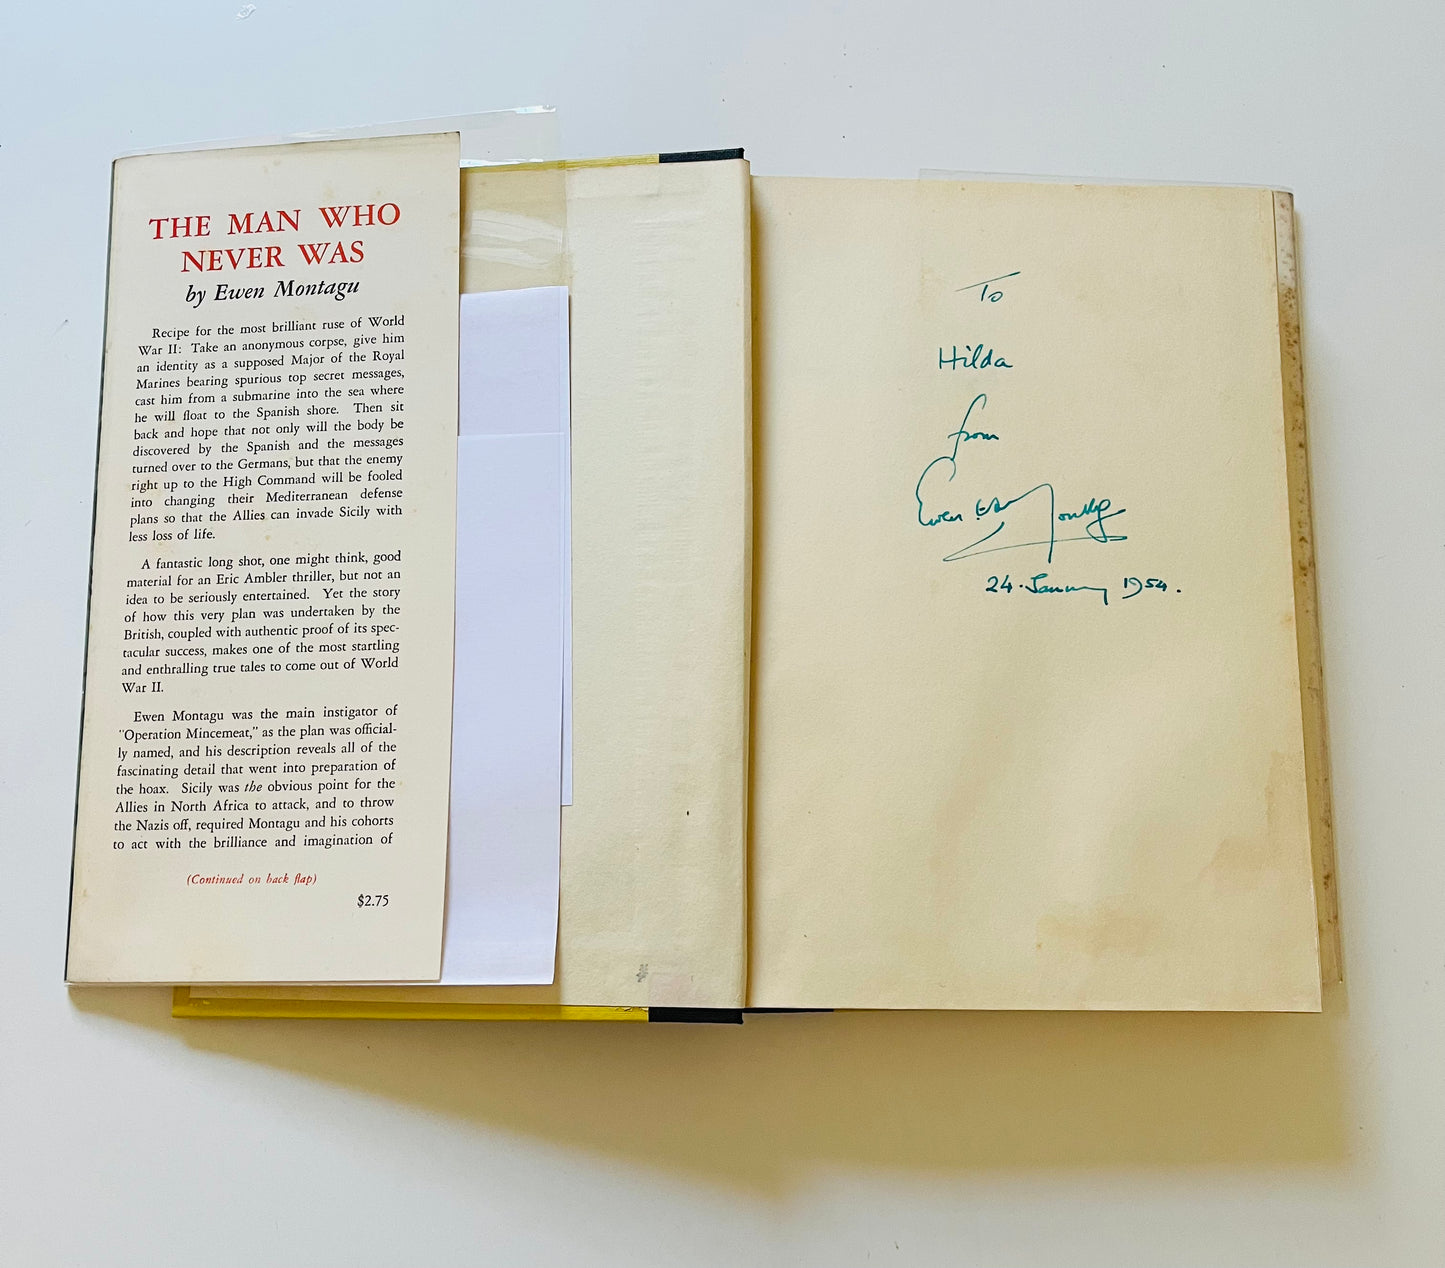 THE MAN WHO
NEVER WAS
by Ewen Montagu
Recipe for the most brilliant ruse of World
War II: Take an anonymous corpse, give him
an identity as a supposed Major of the Royal
Marines bearing spurious top secret messages,
cast him from a submarine into the sea where
he will float to the Spanish shore. Then sit
back and hope that not only will the body be
discovered by the Spanish and the messages
turned over to the Germans, but that the enemy
right up to the High Command will be fooled
into changing their Mediterranean defense
plans so that the Allies can invade Sicily with
less loss of life.
A fantastic long shot, one might think, good
material for an Eric Ambler thriller, but not an
idea to be seriously entertained. Yet the story
of how this very plan was undertaken by the
British, coupled with authentic proof of its spec-
tacular success, makes one of the most startling
and enthralling true tales to come out of World
War II.
Ewen Montagu was the main instigator of
"Operation Mincemeat," as the plan was official-
ly named, and his description reveals all of the
fascinating detail that went into preparation of
the hoax. Sicily was the obvious point for the
Allies in North Africa to attack, and to throw
the Nazis off, required Montagu and his cohorts
to act with the brilliance and imagination of
(Continued on back flap)
$2.75
To
Hilda
from
Ewen Montagu
24 January 1954.